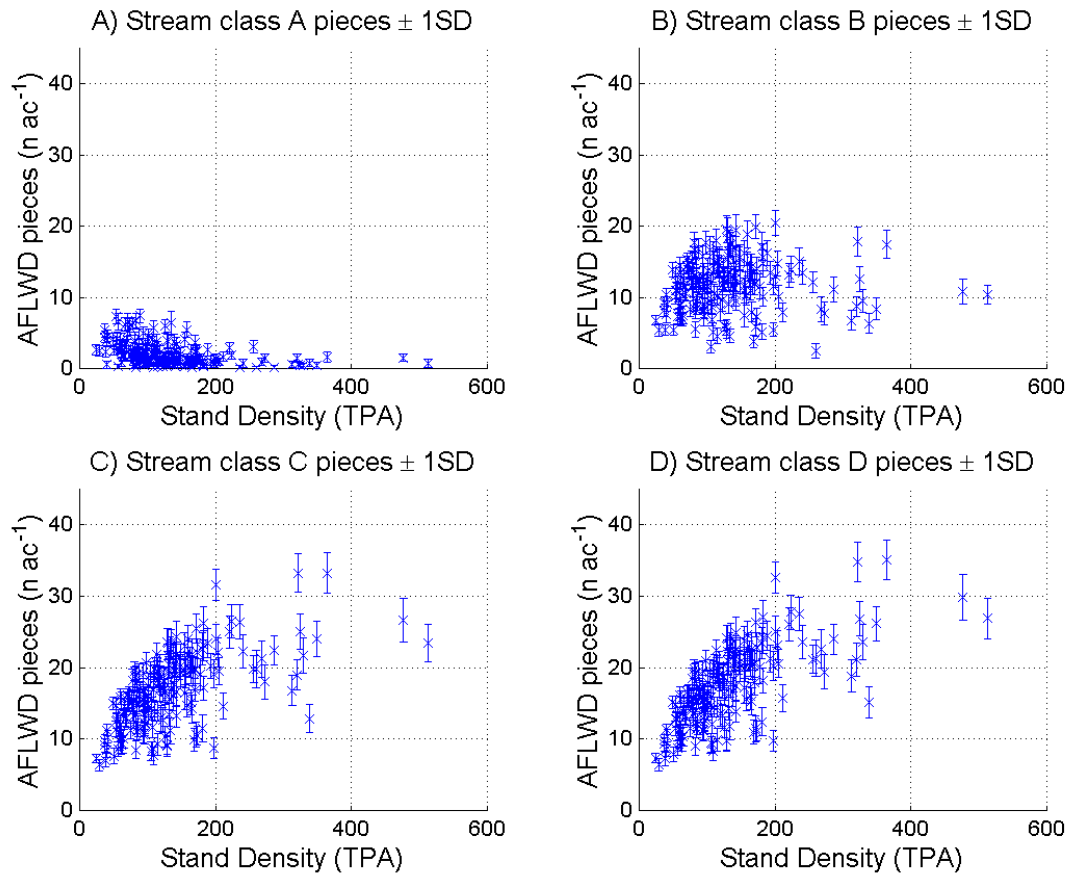 A) Stream class A pieces ± 1SD
AFLWD pieces (n ac⁻¹)
40
30
20
10
0
0 200 400 600
Stand Density (TPA)
B) Stream class B pieces ± 1SD
AFLWD pieces (n ac⁻¹)
40
30
20
10
0
0 200 400 600
Stand Density (TPA)
C) Stream class C pieces ± 1SD
AFLWD pieces (n ac⁻¹)
40
30
20
10
0
0 200 400 600
Stand Density (TPA)
D) Stream class D pieces ± 1SD
AFLWD pieces (n ac⁻¹)
40
30
20
10
0
0 200 400 600
Stand Density (TPA)